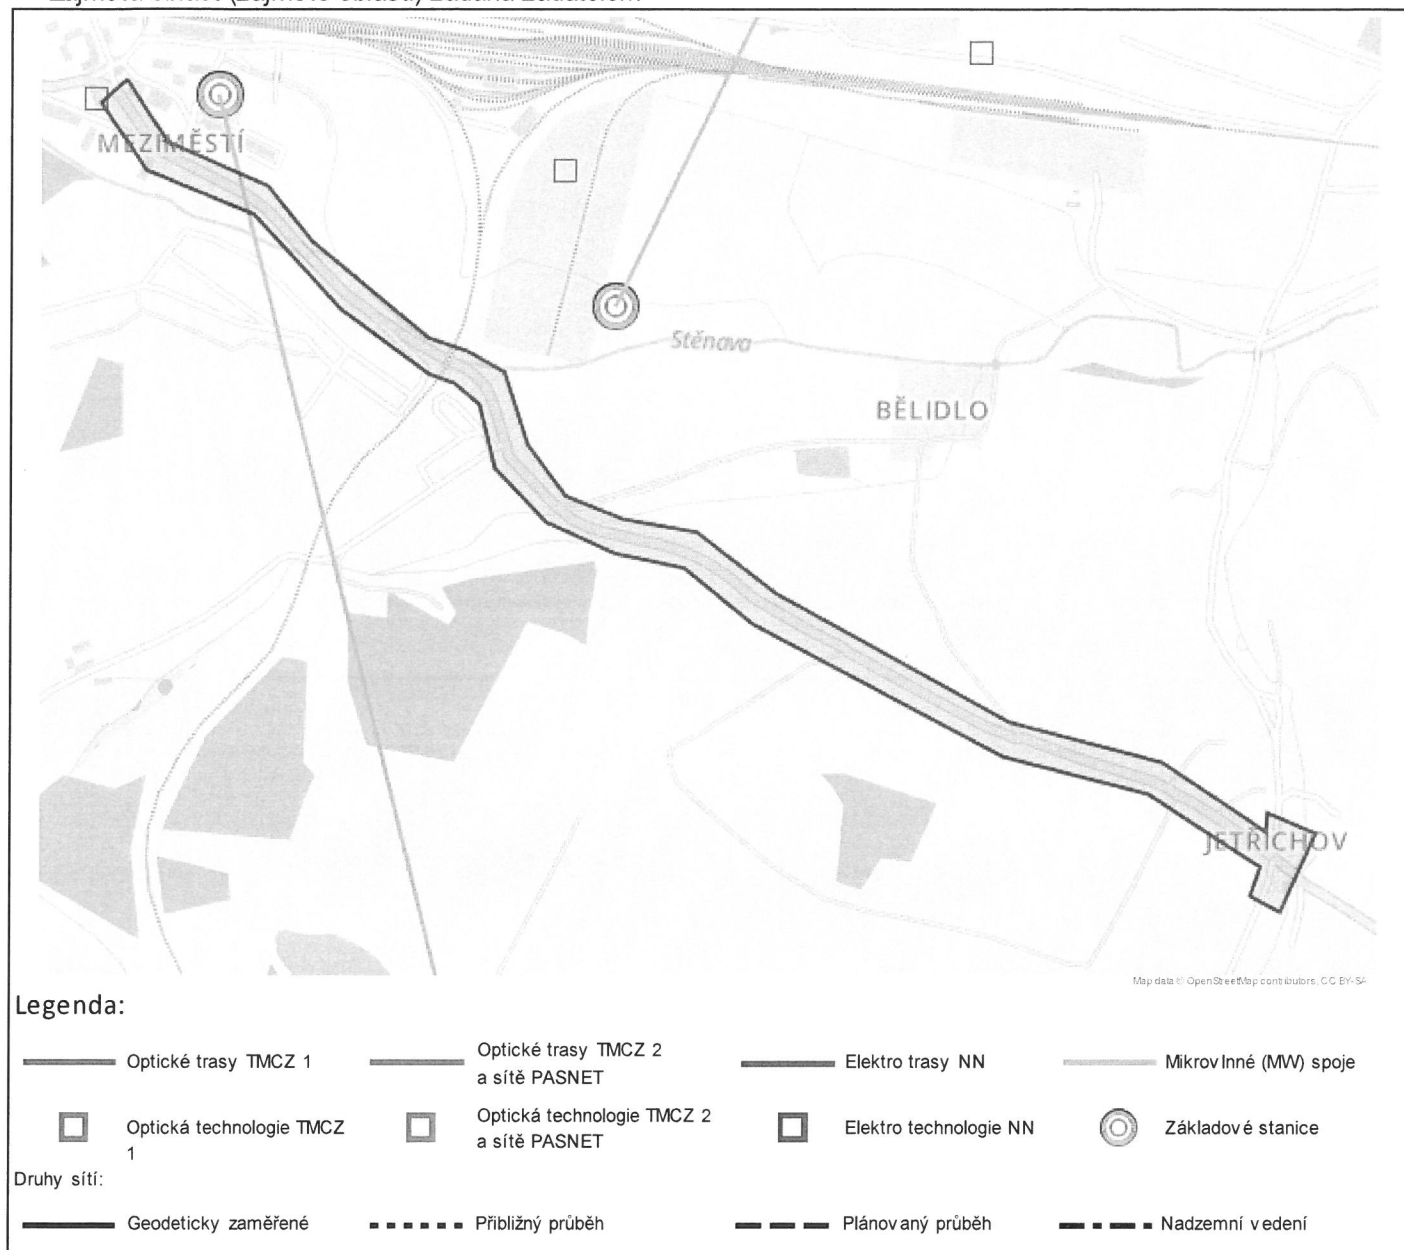 MEZIMĚSTÍ
Stěnava
BĚLIDLO
JETŘICHOV
Map data © OpenStreetMap contributors, CC BY-SA
Legenda:
Optické trasy TMCZ 1
Optické trasy TMCZ 2
a sítě PASNET
Elektro trasy NN
Mikrovlnné (MW) spoje
Optická technologie TMCZ
1
Optická technologie TMCZ 2
a sítě PASNET
Elektro technologie NN
Základové stanice
Druhy sítí:
Geodeticky zaměřené
Přibližný průběh
Plánovaný průběh
Nadzemní vedení